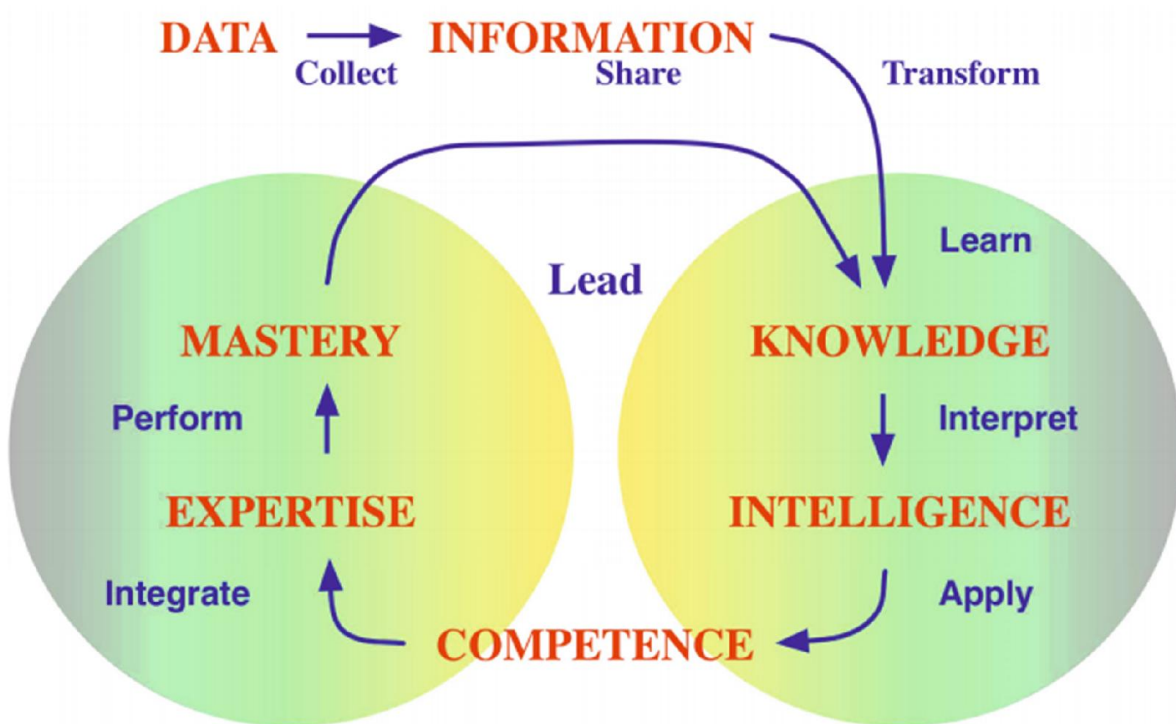 DATA INFORMATION
Collect Share Transform
Learn
Lead
MASTERY KNOWLEDGE
Perform Interpret
EXPERTISE INTELLIGENCE
Integrate Apply
COMPETENCE